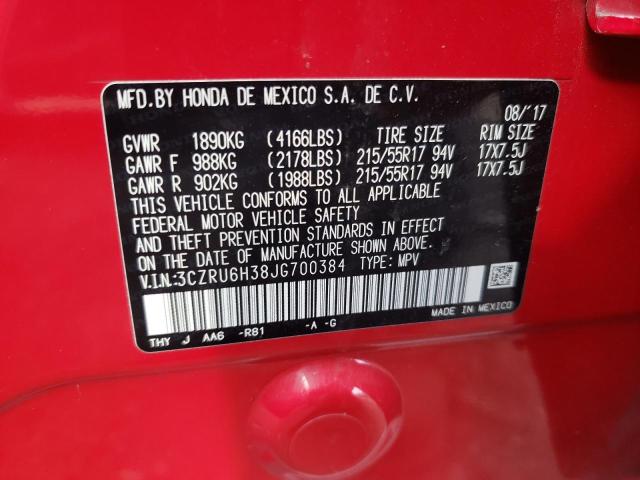 MFD.BY HONDA DE MEXICO S.A. DE C.V.
08/'17
GVWR 1890KG (4166LBS) TIRE SIZE RIM SIZE
GAWR F 988KG (2178LBS) 215/55R17 94V 17X7.5J
GAWR R 902KG (1988LBS) 215/55R17 94V 17X7.5J
THIS VEHICLE CONFORMS TO ALL APPLICABLE
FEDERAL MOTOR VEHICLE SAFETY
AND THEFT PREVENTION STANDARDS IN EFFECT
ON THE DATE OF MANUFACTURE SHOWN ABOVE.
V.I.N.:3CZRU6H38JG700384 TYPE: MPV
THY J AA6 -R81 -A -G
MADE IN MEXICO